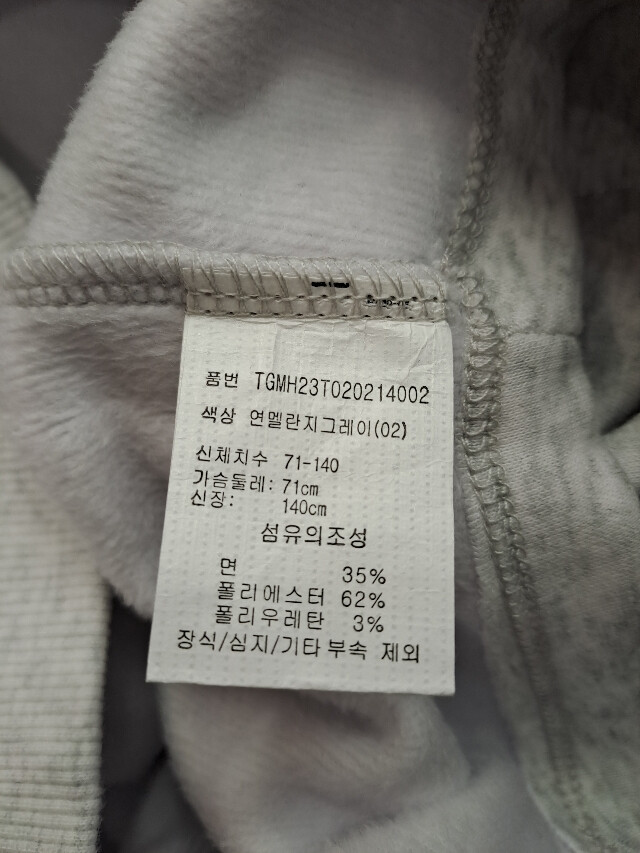 품번 TGMH23T020214002
색상 연멜란지그레이(02)
신체치수 71-140
가슴둘레: 71cm
신장: 140cm
섬유의조성
면 35%
폴리에스터 62%
폴리우레탄 3%
장식/심지/기타 부속 제외